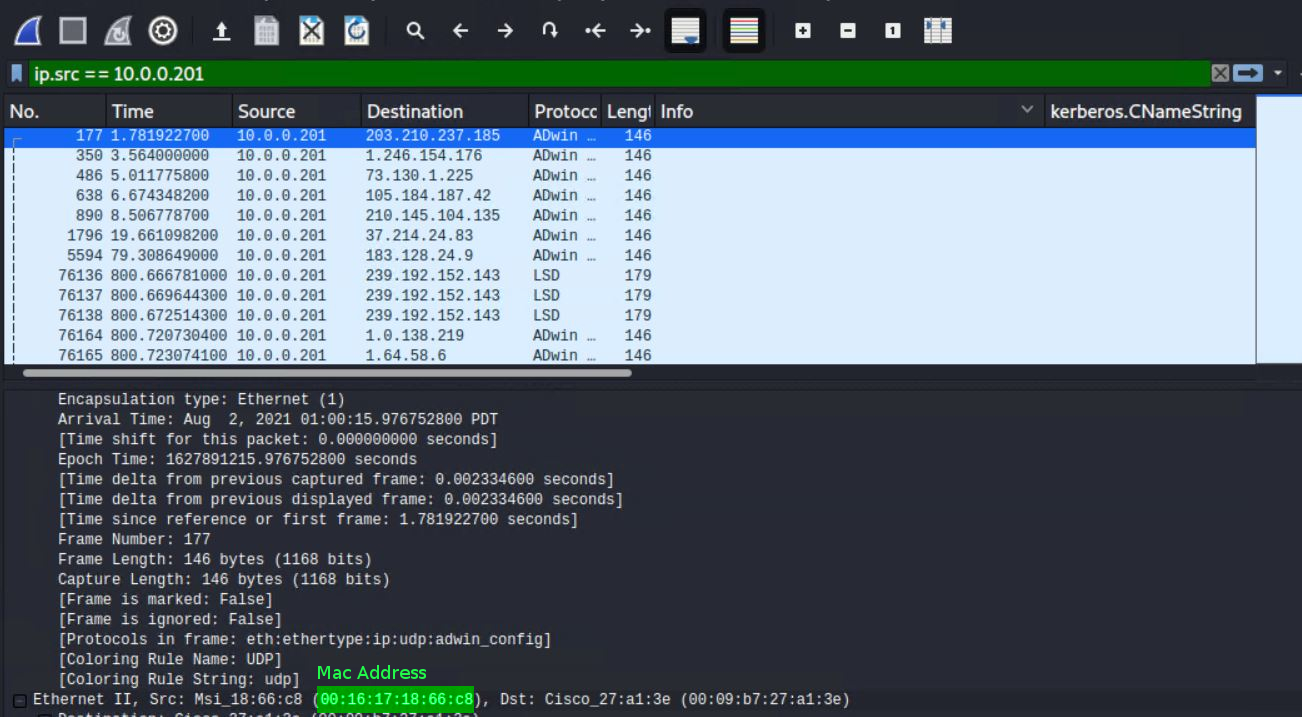 1
ip.src == 10.0.0.201
No. Time Source Destination Protocc Lengt Info kerberos.CNameString
177 1.781922700 10.0.0.201 203.210.237.185 ADwin … 146
350 3.564000000 10.0.0.201 1.246.154.176 ADwin … 146
486 5.011775800 10.0.0.201 73.130.1.225 ADwin … 146
638 6.674348200 10.0.0.201 105.184.187.42 ADwin … 146
890 8.506778700 10.0.0.201 210.145.104.135 ADwin … 146
1796 19.661098200 10.0.0.201 37.214.24.83 ADwin … 146
5594 79.308649000 10.0.0.201 183.128.24.9 ADwin … 146
76136 800.666781000 10.0.0.201 239.192.152.143 LSD 179
76137 800.669644300 10.0.0.201 239.192.152.143 LSD 179
76138 800.672514300 10.0.0.201 239.192.152.143 LSD 179
76164 800.720730400 10.0.0.201 1.0.138.219 ADwin … 146
76165 800.723074100 10.0.0.201 1.64.58.6 ADwin … 146
Encapsulation type: Ethernet (1)
Arrival Time: Aug  2, 2021 01:00:15.976752800 PDT
[Time shift for this packet: 0.000000000 seconds]
Epoch Time: 1627891215.976752800 seconds
[Time delta from previous captured frame: 0.002334600 seconds]
[Time delta from previous displayed frame: 0.002334600 seconds]
[Time since reference or first frame: 1.781922700 seconds]
Frame Number: 177
Frame Length: 146 bytes (1168 bits)
Capture Length: 146 bytes (1168 bits)
[Frame is marked: False]
[Frame is ignored: False]
[Protocols in frame: eth:ethertype:ip:udp:adwin_config]
[Coloring Rule Name: UDP]
[Coloring Rule String: udp]
Mac Address
Ethernet II, Src: Msi_18:66:c8 (00:16:17:18:66:c8), Dst: Cisco_27:a1:3e (00:09:b7:27:a1:3e)